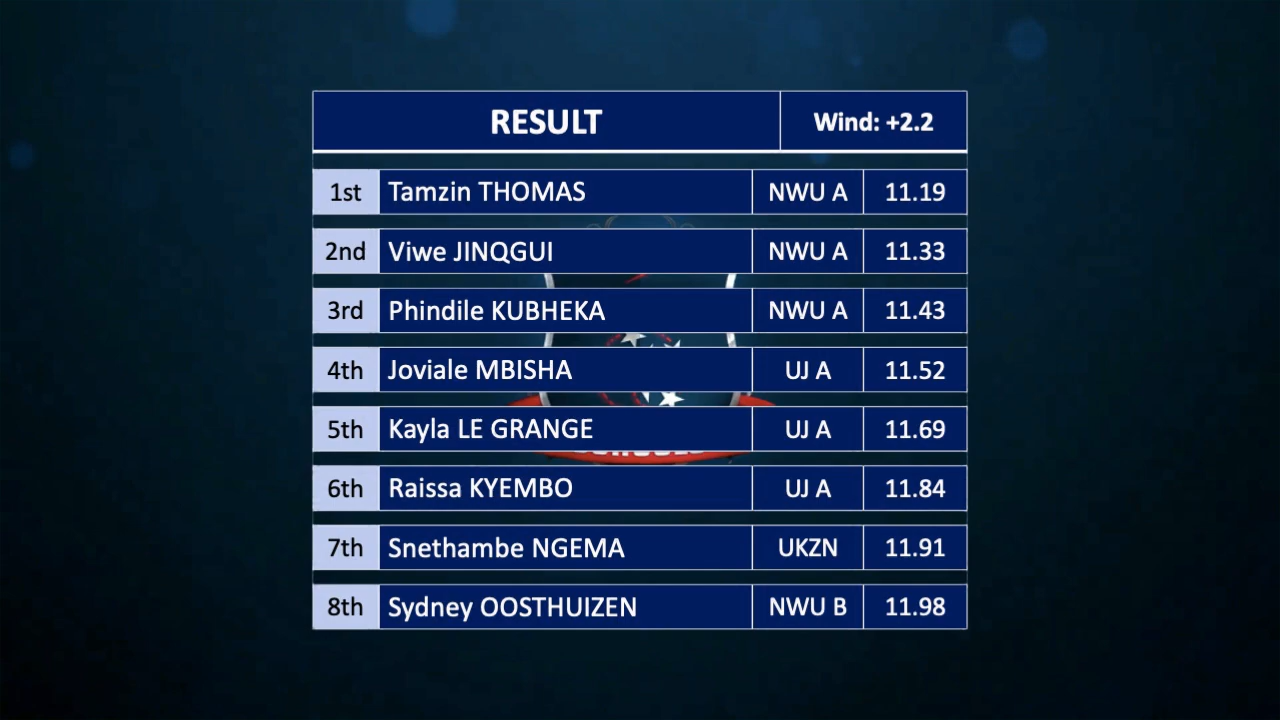 RESULT Wind: +2.2
1st Tamzin THOMAS NWU A 11.19
2nd Viwe JINQGUI NWU A 11.33
3rd Phindile KUBHEKA NWU A 11.43
4th Joviale MBISHA UJ A 11.52
5th Kayla LE GRANGE UJ A 11.69
6th Raissa KYEMBO UJ A 11.84
7th Snethambe NGEMA UKZN 11.91
8th Sydney OOSTHUIZEN NWU B 11.98